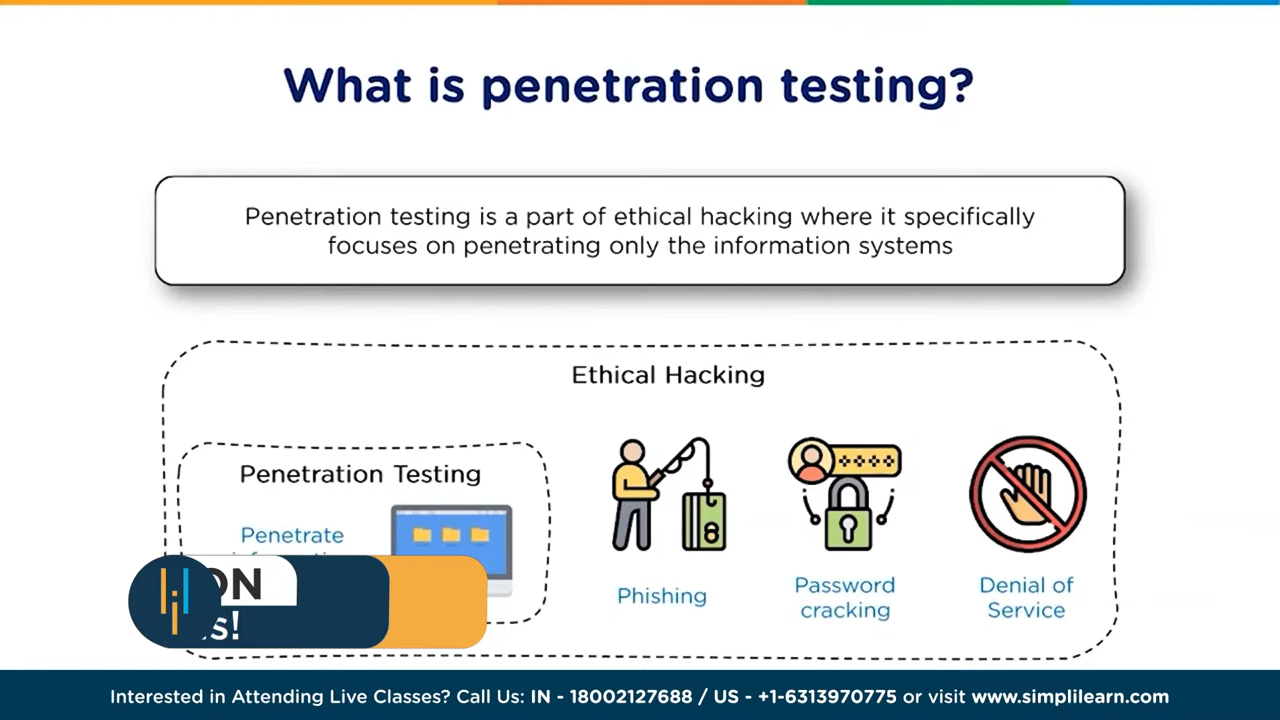 What is penetration testing?
Penetration testing is a part of ethical hacking where it specifically
focuses on penetrating only the information systems
Ethical Hacking
Penetration Testing
Penetrate
Phishing
Password
cracking
Denial of
Service
ON
s!
Interested in Attending Live Classes? Call Us: IN - 18002127688 / US - +1-6313970775 or visit www.simplilearn.com